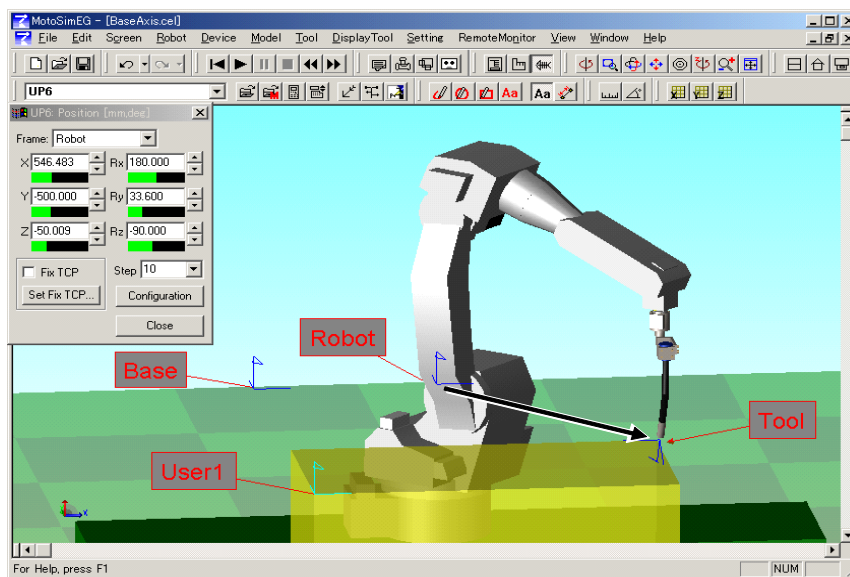 MotoSimEG - [BaseAxis.cel]
File Edit Screen Robot Device Model Tool DisplayTool Setting RemoteMonitor View Window Help
UP6
Aa Aa
X Y Z
UP6: Position [mm,deg]
Frame: Robot
X 546.483 Rx 180.000
Y -500.000 Ry 33.600
Z -50.009 Rz -90.000
Fix TCP Step 10
Set Fix TCP... Configuration
Close
Robot
Base
Tool
User1
x
For Help, press F1 NUM